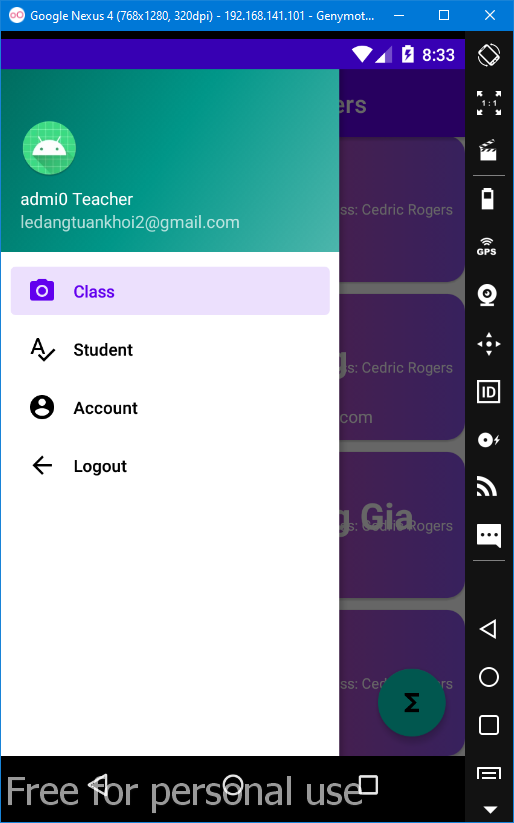 Google Nexus 4 (768x1280, 320dpi) - 192.168.141.101 - Genymot...
8:33
ers
1:1
admi0 Teacher
ledangtuankhoi2@gmail.com
ss: Cedric Rogers
GPS
Class
g
ss: Cedric Rogers
Student
ID
Account
com
Logout
g Gia
ss: Cedric Rogers
ss:
Σ
Free for personal use